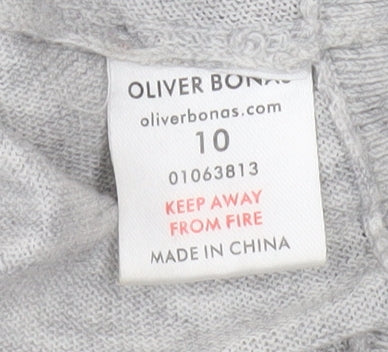 OLIVER BONAS
oliverbonas.com
10
01063813
KEEP AWAY
FROM FIRE
MADE IN CHINA